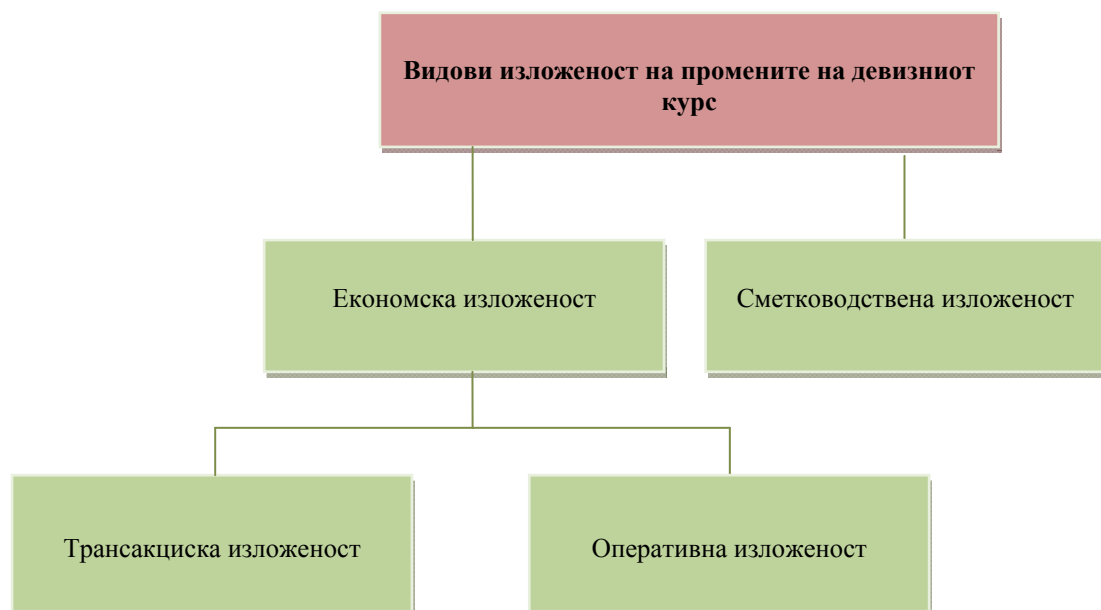 Видови изложеност на промените на девизниот
курс
Економска изложеност
Сметководствена изложеност
Трансакциска изложеност
Оперативна изложеност